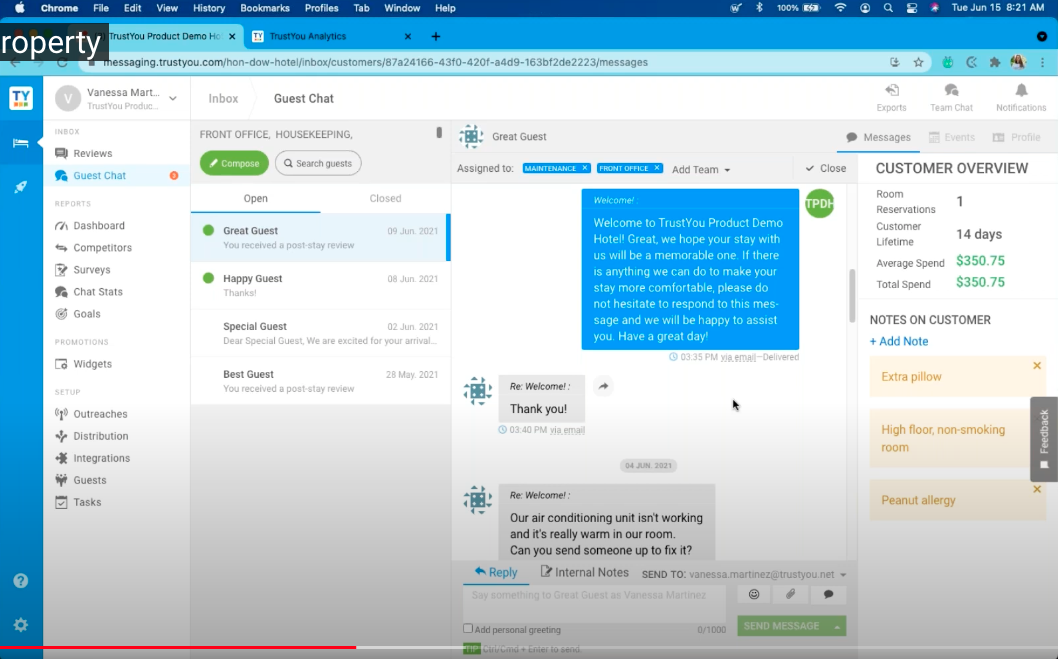 Chrome File Edit View History Bookmarks Profiles Tab Window Help 100% Tue Jun 15 8:21 AM
roperty
TrustYou Product Demo Ho
TrustYou Analytics
messaging.trustyou.com/hon-dow-hotel/inbox/customers/87a24166-43f0-420f-a4d9-163bf2de2223/messages
TY
V
Vanessa Mart...
TrustYou Produc...
Inbox
Guest Chat
Exports
Team Chat
Notifications
INBOX
Reviews
Guest Chat
REPORTS
Dashboard
Competitors
Surveys
Chat Stats
Goals
PROMOTIONS
Widgets
SETUP
Outreaches
Distribution
Integrations
Guests
Tasks
FRONT OFFICE, HOUSEKEEPING,
Compose
Search guests
Open
Closed
Great Guest 09 Jun. 2021
You received a post-stay review
Happy Guest 08 Jun. 2021
Thanks!
Special Guest 02 Jun. 2021
Dear Special Guest, We are excited for your arrival...
Best Guest 28 May. 2021
You received a post-stay review
Great Guest
Messages
Events
Profile
Assigned to: MAINTENANCE × FRONT OFFICE × Add Team
Close
Welcome! :
TPDH
Welcome to TrustYou Product Demo
Hotel! Great, we hope your stay with
us will be a memorable one. If there
is anything we can do to make your
stay more comfortable, please do
not hesitate to respond to this mes-
sage and we will be happy to assist
you. Have a great day!
03:35 PM via email—Delivered
Re: Welcome! :
Thank you!
03:40 PM via email
04 JUN. 2021
Re: Welcome! :
Our air conditioning unit isn't working
and it's really warm in our room.
Can you send someone up to fix it?
Reply
Internal Notes
SEND TO: vanessa.martinez@trustyou.net
Say something to Great Guest as Vanessa Martinez
Add personal greeting
0/1000
SEND MESSAGE
TIP Ctrl/Cmd + Enter to send.
CUSTOMER OVERVIEW
Room
Reservations
1
Customer
Lifetime
14 days
Average Spend $350.75
Total Spend $350.75
NOTES ON CUSTOMER
+ Add Note
Extra pillow
High floor, non-smoking
room
Peanut allergy
Feedback